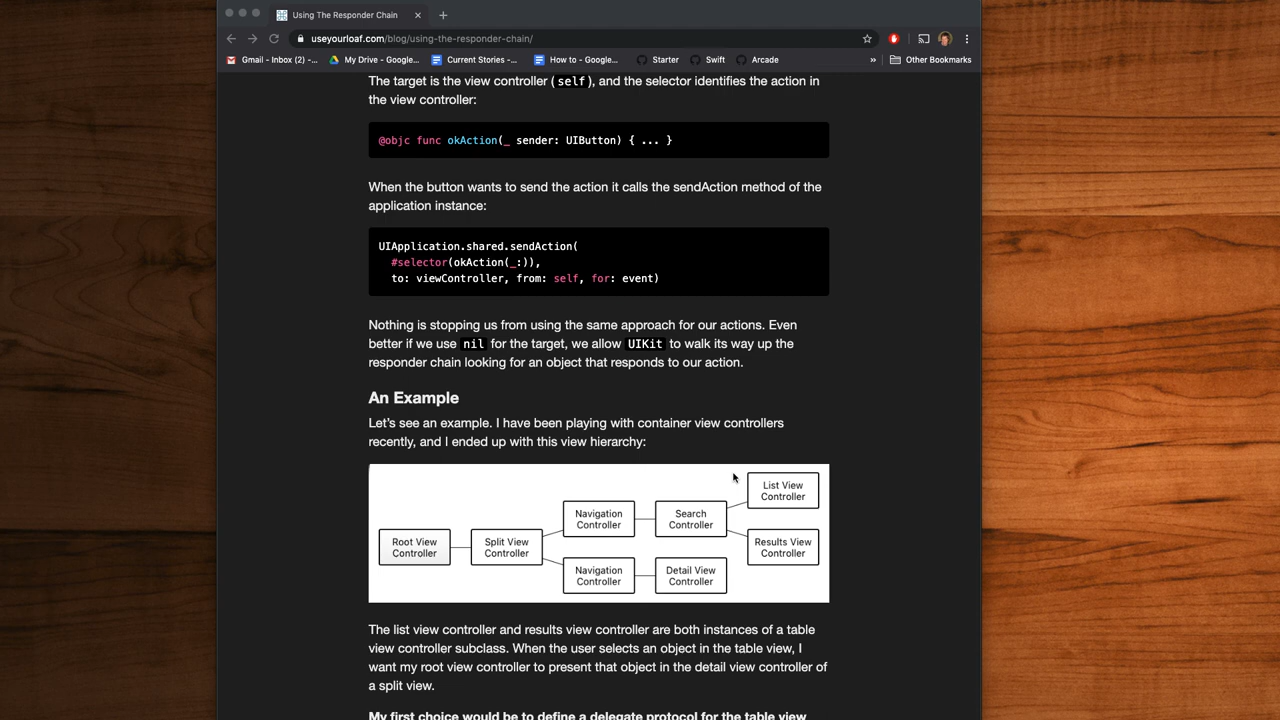 Using The Responder Chain
useyourloaf.com/blog/using-the-responder-chain/
Gmail - Inbox (2) -... My Drive - Google... Current Stories -... How to - Google... Starter Swift Arcade » Other Bookmarks
The target is the view controller (self), and the selector identifies the action in
the view controller:
@objc func okAction(_ sender: UIButton) { ... }
When the button wants to send the action it calls the sendAction method of the
application instance:
UIApplication.shared.sendAction(
#selector(okAction(_:)),
to: viewController, from: self, for: event)
Nothing is stopping us from using the same approach for our actions. Even
better if we use nil for the target, we allow UIKit to walk its way up the
responder chain looking for an object that responds to our action.
An Example
Let's see an example. I have been playing with container view controllers
recently, and I ended up with this view hierarchy:
Root View
Controller
Split View
Controller
Navigation
Controller
Search
Controller
List View
Controller
Results View
Controller
Navigation
Controller
Detail View
Controller
The list view controller and results view controller are both instances of a table
view controller subclass. When the user selects an object in the table view, I
want my root view controller to present that object in the detail view controller of
a split view.
My first choice would be to define a delegate protocol for the table view